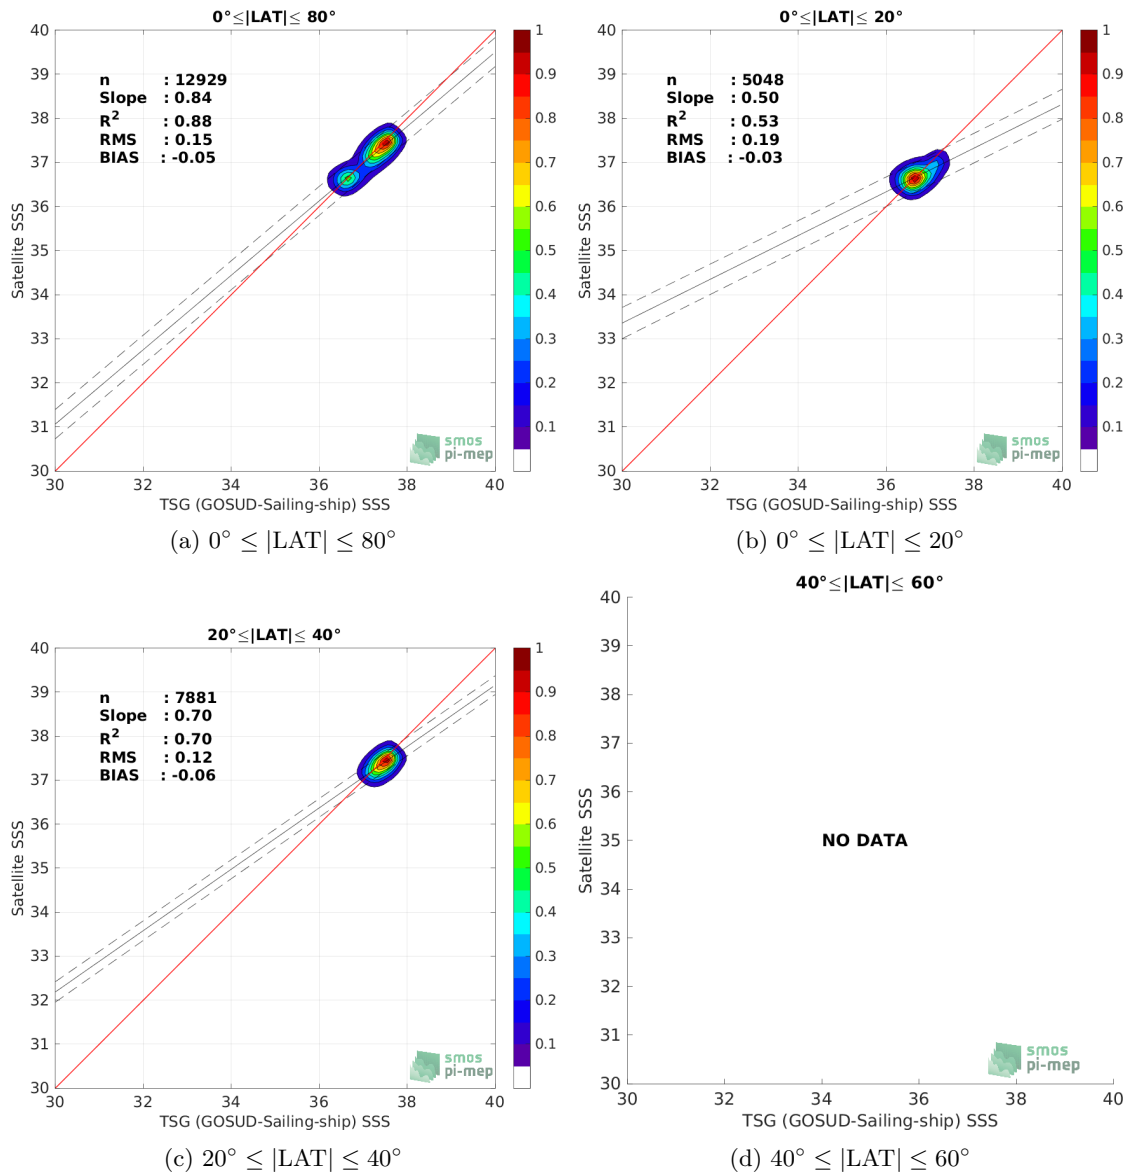 0°≤|LAT|≤ 80°
n : 12929
Slope : 0.84
R² : 0.88
RMS : 0.15
BIAS : -0.05
40
39
38
37
36
35
34
33
32
31
30
30
32
34
36
38
40
Satellite SSS
TSG (GOSUD-Sailing-ship) SSS
1
0.9
0.8
0.7
0.6
0.5
0.4
0.3
0.2
0.1
smos
pi-mep
(a) 0° ≤ |LAT| ≤ 80°
0°≤|LAT|≤ 20°
n : 5048
Slope : 0.50
R² : 0.53
RMS : 0.19
BIAS : -0.03
40
39
38
37
36
35
34
33
32
31
30
30
32
34
36
38
40
Satellite SSS
TSG (GOSUD-Sailing-ship) SSS
1
0.9
0.8
0.7
0.6
0.5
0.4
0.3
0.2
0.1
smos
pi-mep
(b) 0° ≤ |LAT| ≤ 20°
20°≤|LAT|≤ 40°
n : 7881
Slope : 0.70
R² : 0.70
RMS : 0.12
BIAS : -0.06
40
39
38
37
36
35
34
33
32
31
30
30
32
34
36
38
40
Satellite SSS
TSG (GOSUD-Sailing-ship) SSS
1
0.9
0.8
0.7
0.6
0.5
0.4
0.3
0.2
0.1
smos
pi-mep
(c) 20° ≤ |LAT| ≤ 40°
40°≤|LAT|≤ 60°
40
39
38
37
36
35
34
33
32
31
30
30
32
34
36
38
40
Satellite SSS
NO DATA
TSG (GOSUD-Sailing-ship) SSS
smos
pi-mep
(d) 40° ≤ |LAT| ≤ 60°